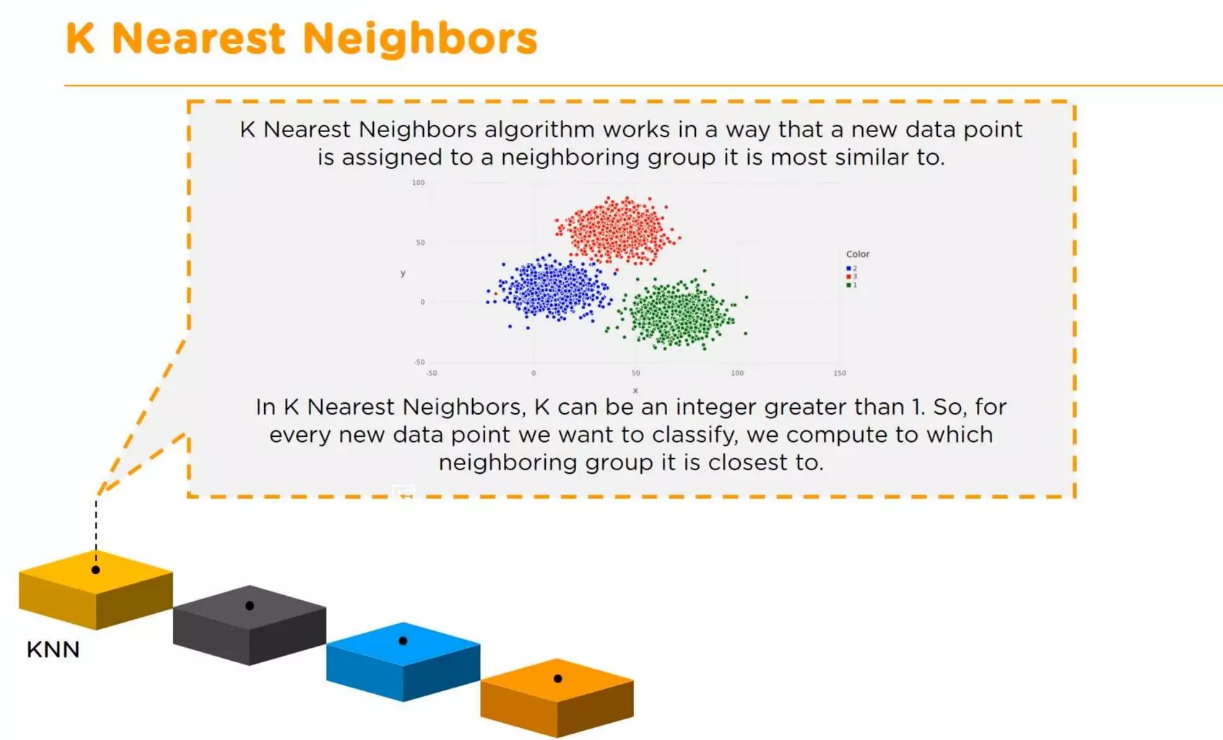 K Nearest Neighbors
K Nearest Neighbors algorithm works in a way that a new data point
is assigned to a neighboring group it is most similar to.
100
50
y
0
-50
-50
0
50
100
150
x
Color
2
3
1
In K Nearest Neighbors, K can be an integer greater than 1. So, for
every new data point we want to classify, we compute to which
neighboring group it is closest to.
KNN